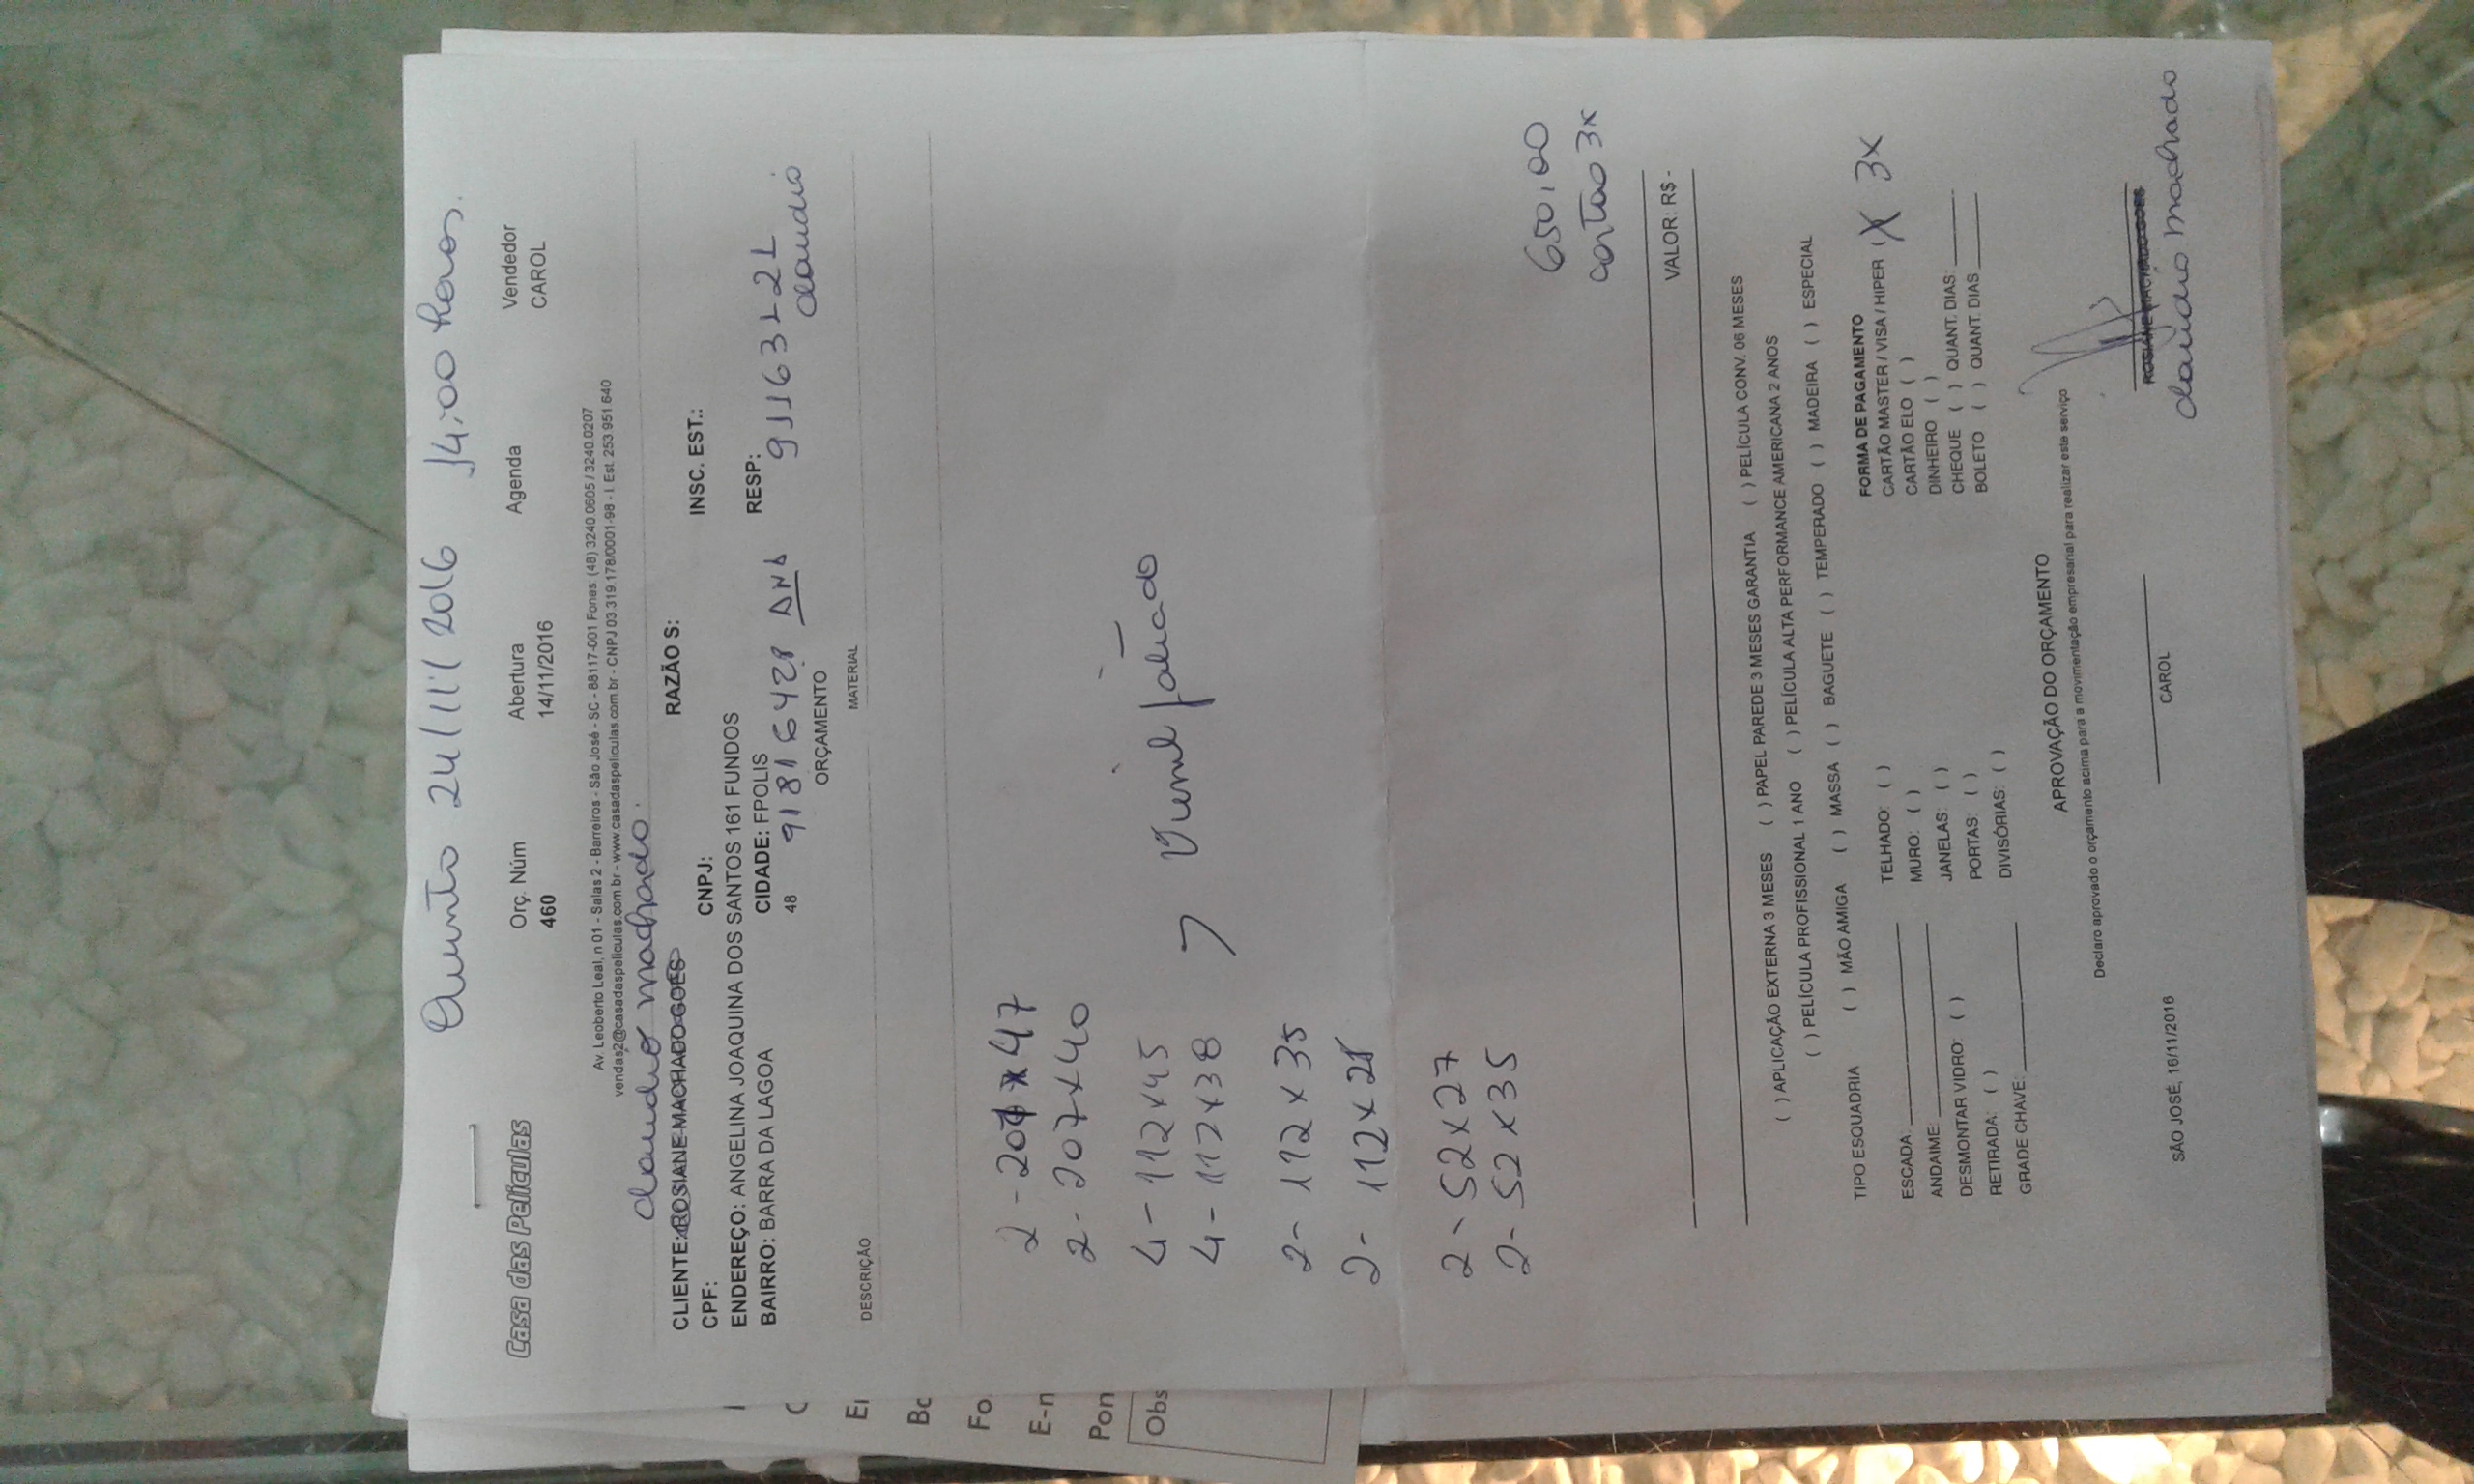 Quinta 24/11/2016 14:00 horas.
Casa das Películas
Orç. Núm Abertura Agenda Vendedor
460 14/11/2016 CAROL
Av. Leoberto Leal, n 01 - Salas 2 - Barreiros - São José - SC - 88117-001 Fones: (48) 3240.0605 / 3240.0207
vendas2@casadaspeliculas.com.br - www.casadaspeliculas.com.br - CNPJ 03.319.178/0001-98 - I. Est. 253.951.640
Claudio machado.
CLIENTE: ROSIANE MACHADO GOES RAZÃO S:
CPF: CNPJ: INSC. EST.:
ENDEREÇO: ANGELINA JOAQUINA DOS SANTOS 161 FUNDOS
BAIRRO: BARRA DA LAGOA CIDADE: FPOLIS RESP: 91163121
48 91816428 Claudio
ORÇAMENTO
DESCRIÇÃO MATERIAL
2 - 207 x 47
2 - 207 x 40
4 - 112 x 45
4 - 112 x 38
2 - 112 x 35
2 - 112 x 28
2 - 52 x 27
2 - 52 x 35
650,00
cartão 3x
VALOR: R$ -
( ) APLICAÇÃO EXTERNA 3 MESES ( ) PAPEL PAREDE 3 MESES GARANTIA ( ) PELÍCULA CONV. 06 MESES
( ) PELÍCULA PROFISSIONAL 1 ANO ( ) PELÍCULA ALTA PERFORMANCE AMERICANA 2 ANOS
TIPO ESQUADRIA ( ) MÃO AMIGA ( ) MASSA ( ) BAGUETE ( ) TEMPERADO ( ) MADEIRA ( ) ESPECIAL
FORMA DE PAGAMENTO
ESCADA: TELHADO: ( ) CARTÃO MASTER / VISA / HIPER X 3x
ANDAIME: MURO: ( ) CARTÃO ELO ( )
DESMONTAR VIDRO: ( ) JANELAS: ( ) DINHEIRO ( )
RETIRADA: ( ) PORTAS: ( ) CHEQUE ( ) QUANT. DIAS:
GRADE CHAVE: DIVISÓRIAS: ( ) BOLETO ( ) QUANT. DIAS
APROVAÇÃO DO ORÇAMENTO
Declaro aprovado o orçamento acima para a movimentação empresarial para realizar este serviço
SÃO JOSÉ, 16/11/2016 CAROL ROSIANE MACHADO GOES
Claudio machado
Ei
Bc
Fo
E-n
Pon
Obs